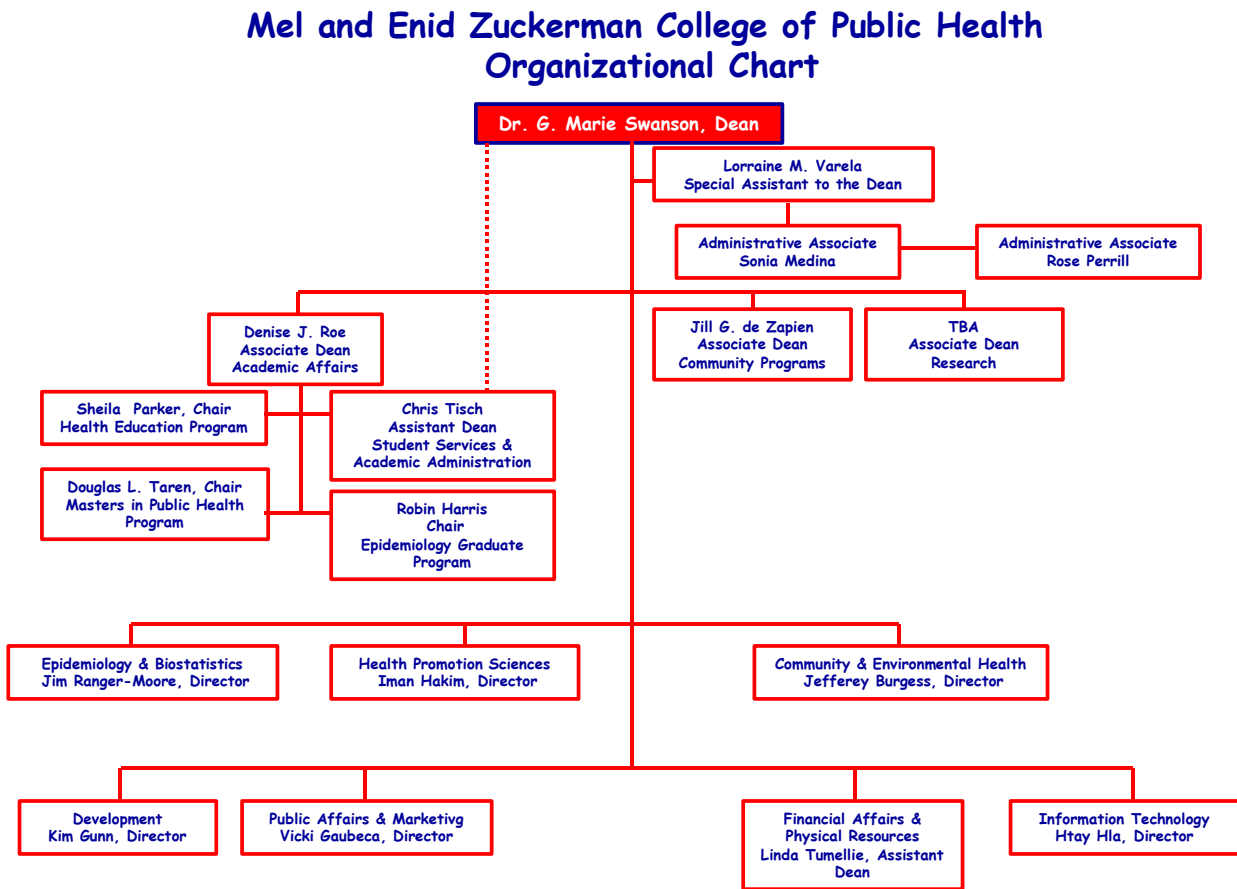 Mel and Enid Zuckerman College of Public Health
Organizational Chart
Dr. G. Marie Swanson, Dean
Lorraine M. Varela
Special Assistant to the Dean
Administrative Associate
Sonia Medina
Administrative Associate
Rose Perrill
Denise J. Roe
Associate Dean
Academic Affairs
Jill G. de Zapien
Associate Dean
Community Programs
TBA
Associate Dean
Research
Sheila Parker, Chair
Health Education Program
Chris Tisch
Assistant Dean
Student Services &
Academic Administration
Douglas L. Taren, Chair
Masters in Public Health
Program
Robin Harris
Chair
Epidemiology Graduate
Program
Epidemiology & Biostatistics
Jim Ranger-Moore, Director
Health Promotion Sciences
Iman Hakim, Director
Community & Environmental Health
Jefferey Burgess, Director
Development
Kim Gunn, Director
Public Affairs & Marketivg
Vicki Gaubeca, Director
Financial Affairs &
Physical Resources
Linda Tumellie, Assistant
Dean
Information Technology
Htay Hla, Director